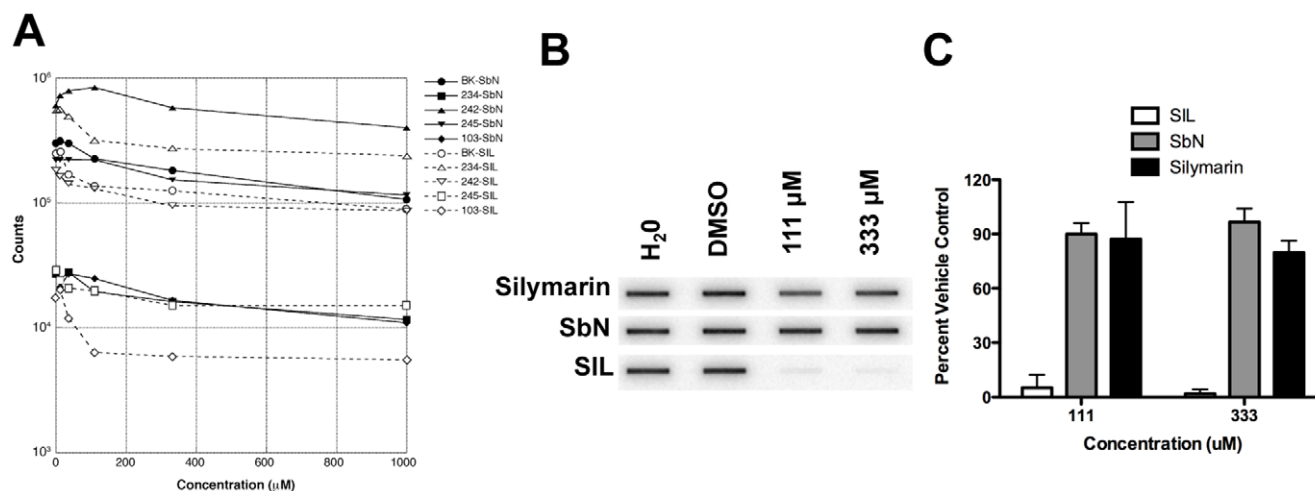 A
10⁶
10⁵
10⁴
10³
Counts
0
200
400
600
800
1000
Concentration (μM)
BK-SbN
234-SbN
242-SbN
245-SbN
103-SbN
BK-SIL
234-SIL
242-SIL
245-SIL
103-SIL
B
H₂0
DMSO
111 μM
333 μM
Silymarin
SbN
SIL
C
SIL
SbN
Silymarin
120
90
60
30
0
Percent Vehicle Control
111
333
Concentration (uM)